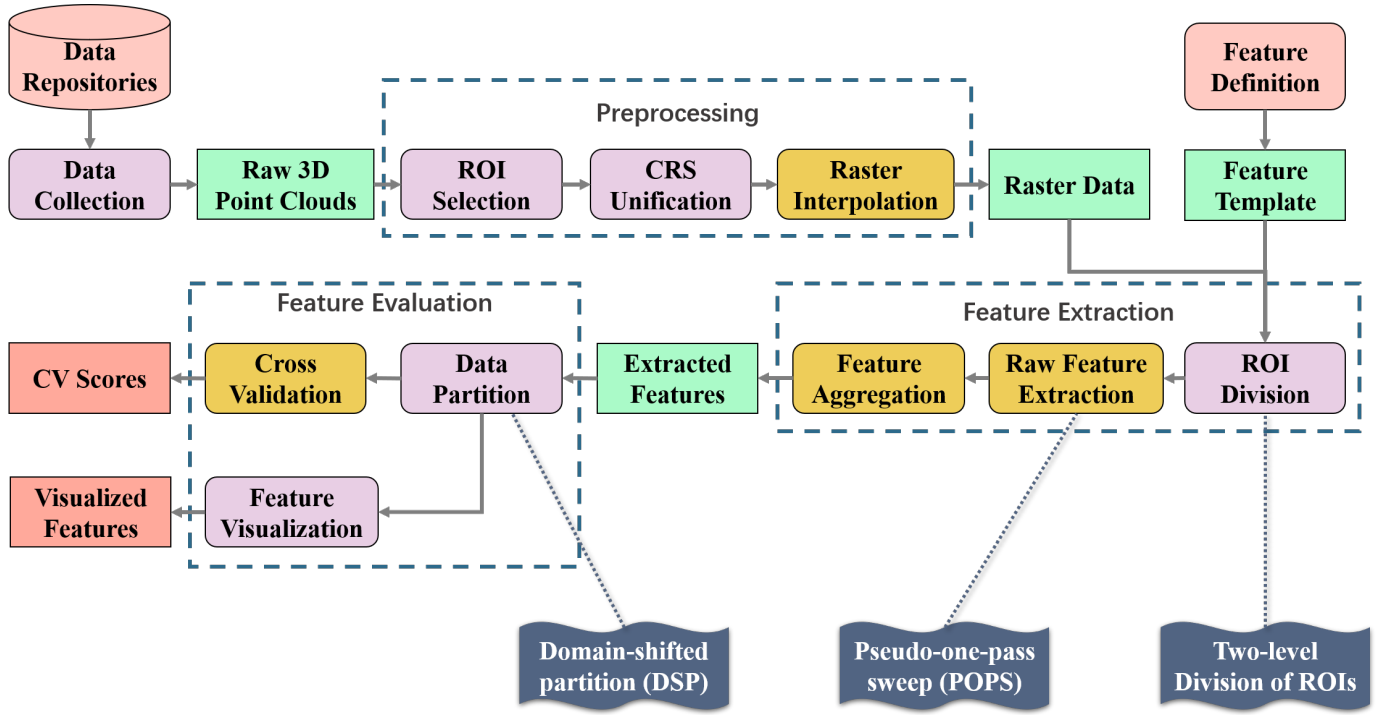 Data
Repositories
Feature
Definition
Preprocessing
Data
Collection
Raw 3D
Point Clouds
ROI
Selection
CRS
Unification
Raster
Interpolation
Raster Data
Feature
Template
Feature Evaluation
Feature Extraction
CV Scores
Cross
Validation
Data
Partition
Extracted
Features
Feature
Aggregation
Raw Feature
Extraction
ROI
Division
Visualized
Features
Feature
Visualization
Domain-shifted
partition (DSP)
Pseudo-one-pass
sweep (POPS)
Two-level
Division of ROIs